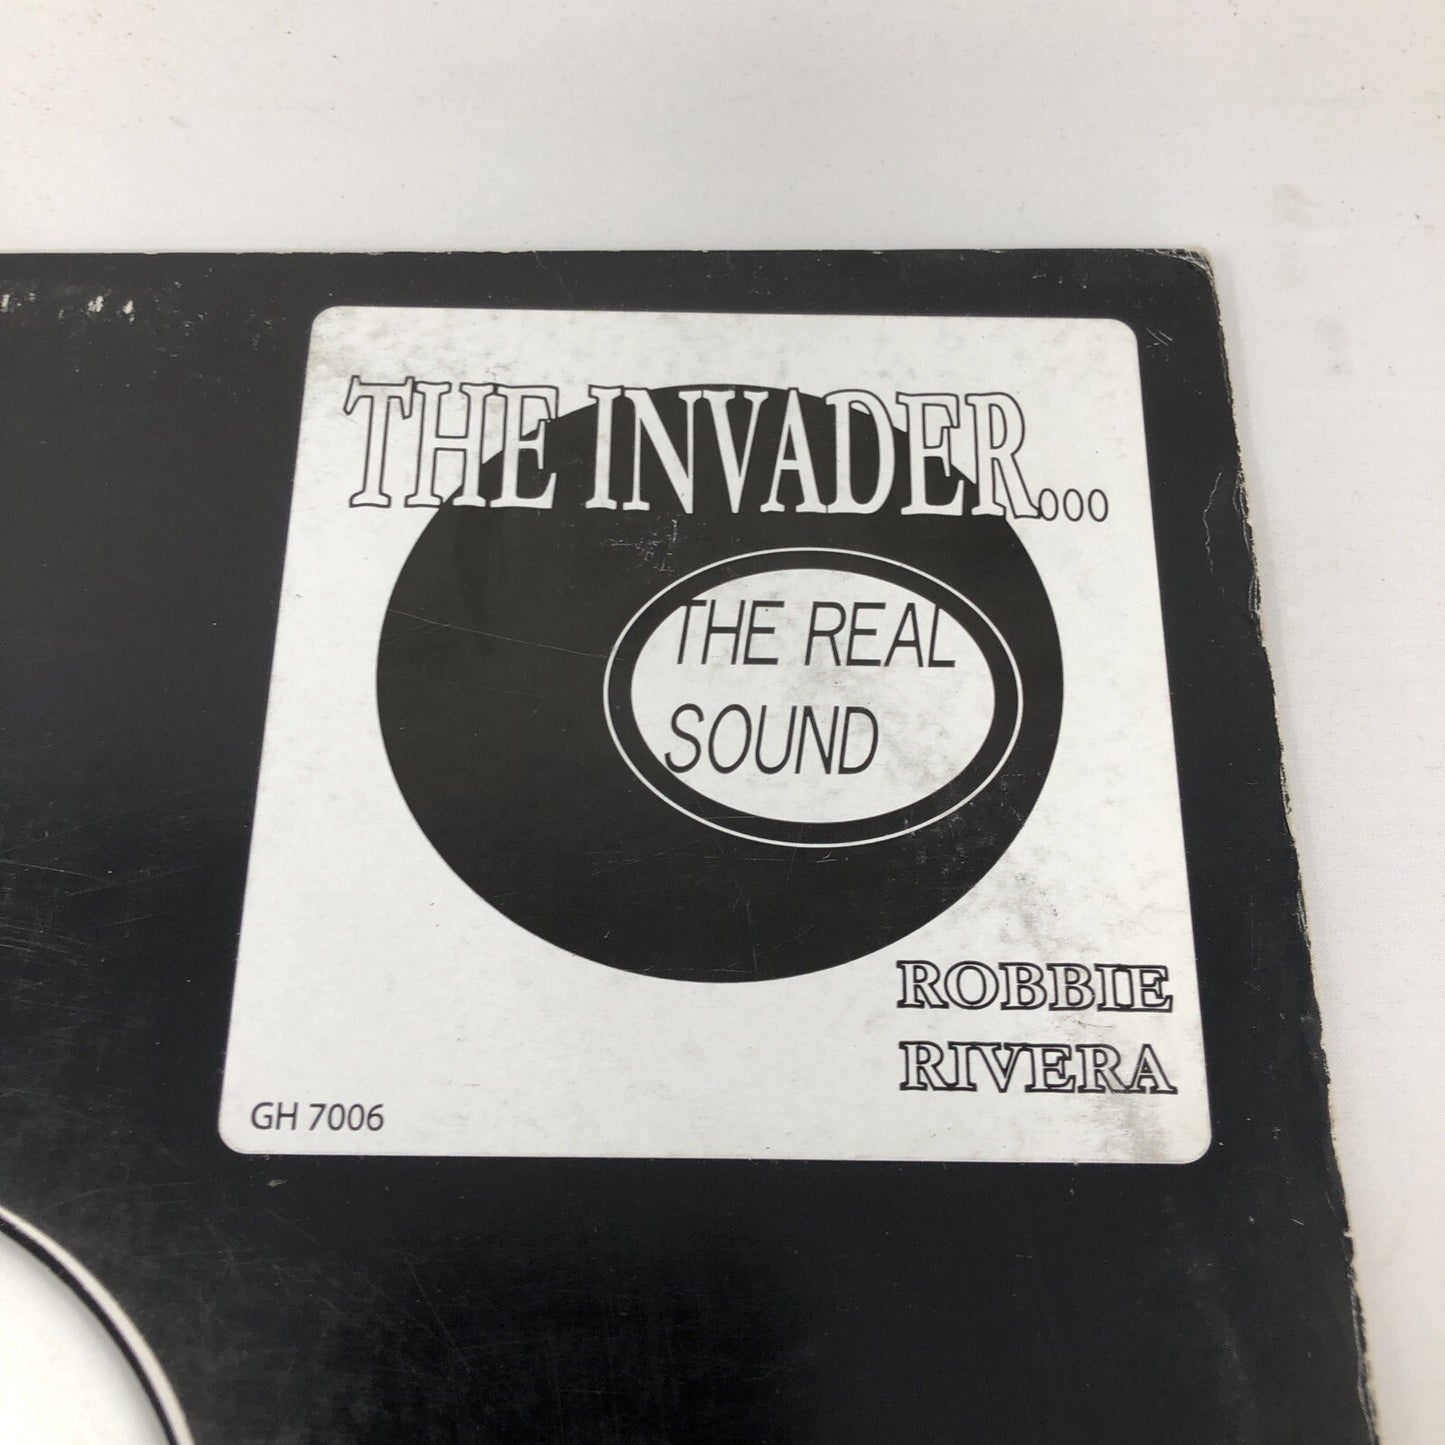 THE INVADER...
THE REAL
SOUND
ROBBIE
RIVERA
GH 7006